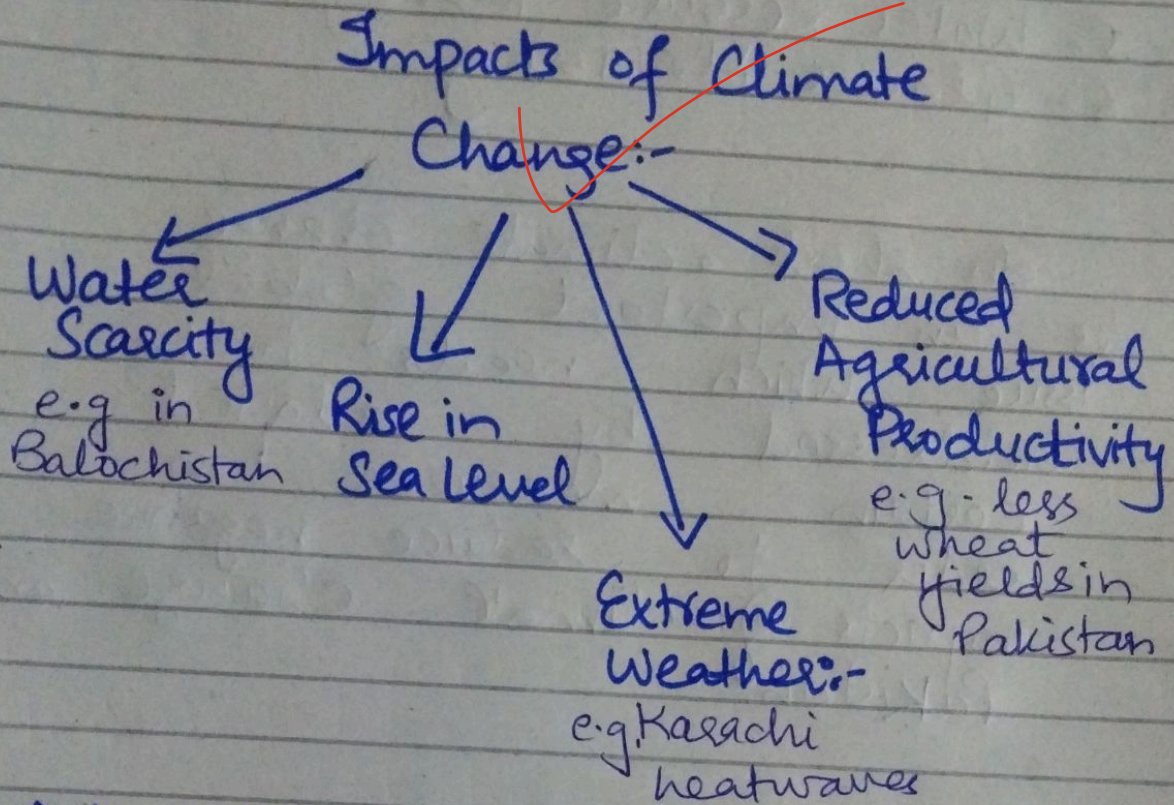 Impacts of Climate
Change:-
Water
Scarcity
e.g in
Balochistan
Rise in
Sea Level
Extreme
Weather:-
e.g. Karachi
heatwaves
Reduced
Agricultural
Productivity
e.g. less
wheat
yields in
Pakistan